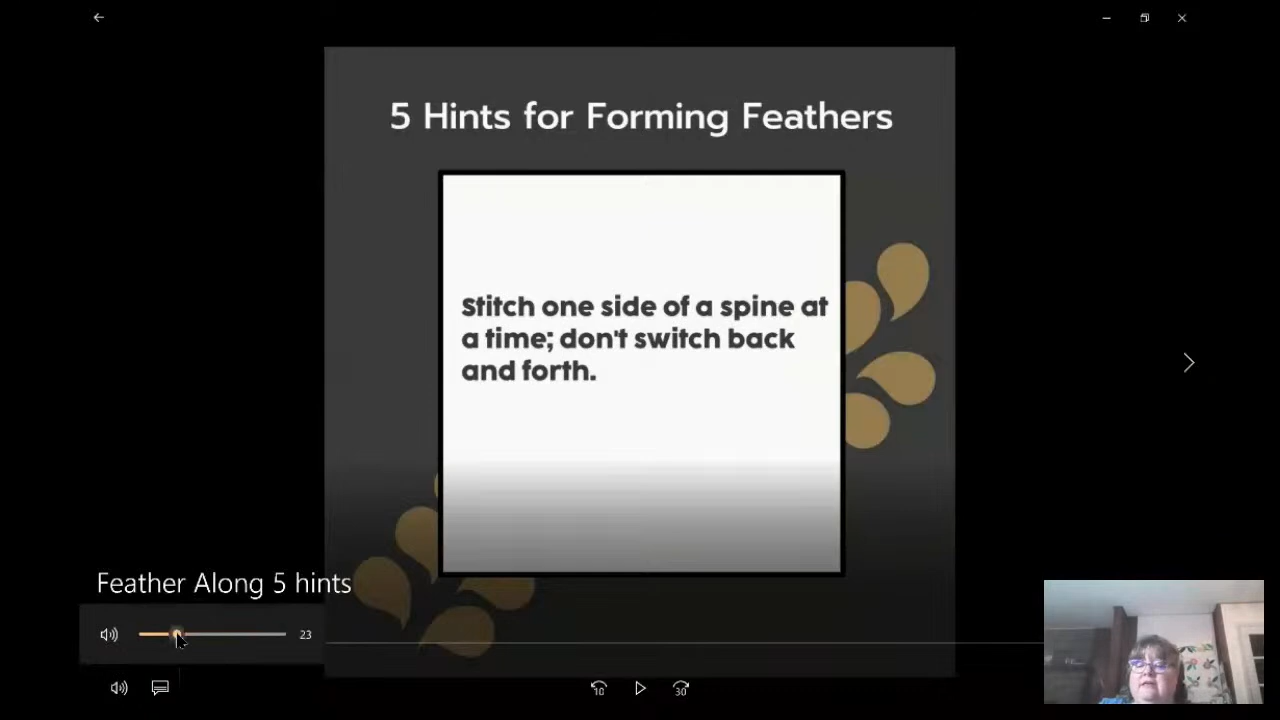 5 Hints for Forming Feathers
Stitch one side of a spine at
a time; don't switch back
and forth.
Feather Along 5 hints
23
10
30